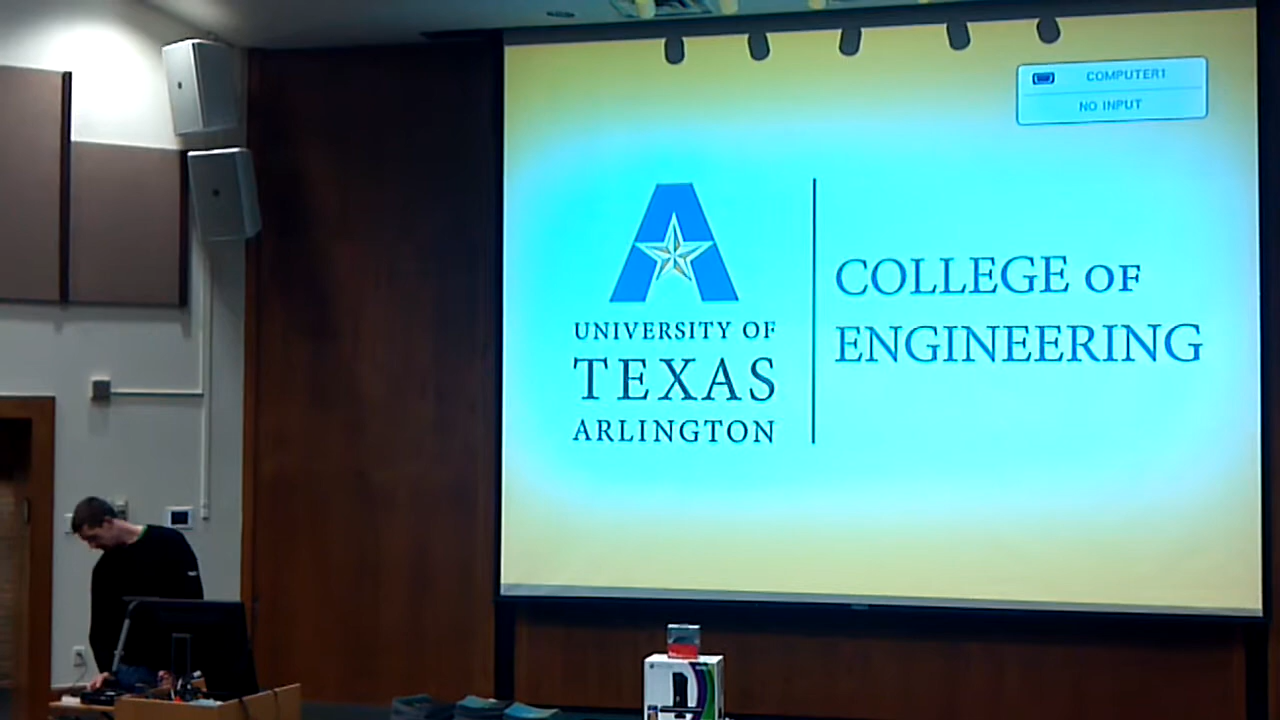 COMPUTER1
NO INPUT
UNIVERSITY OF
TEXAS
ARLINGTON
COLLEGE OF
ENGINEERING